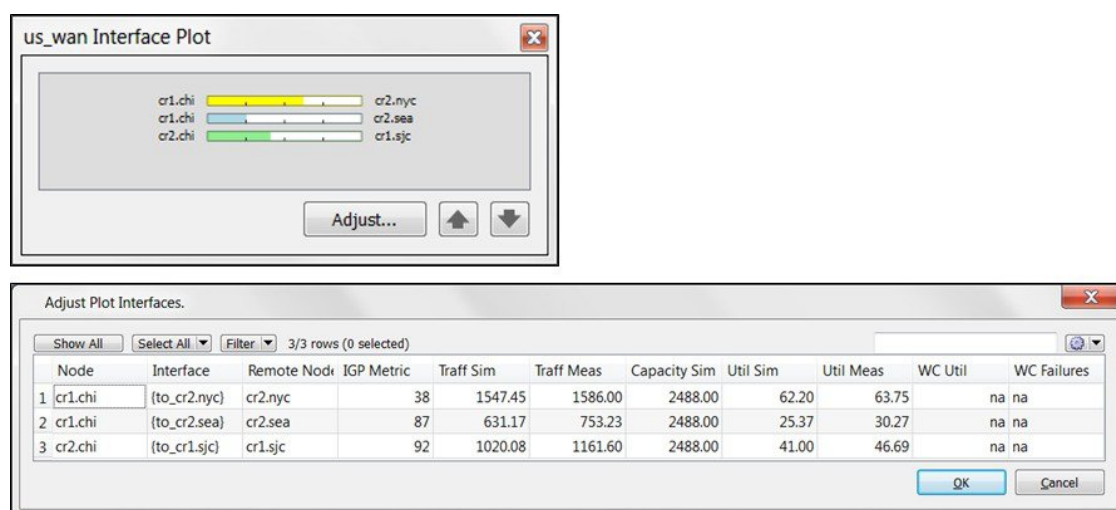 us_wan Interface Plot
cr1.chi cr2.nyc
cr1.chi cr2.sea
cr2.chi cr1.sjc
Adjust...
Adjust Plot Interfaces.
Show All Select All Filter 3/3 rows (0 selected)
Node Interface Remote Node IGP Metric Traff Sim Traff Meas Capacity Sim Util Sim Util Meas WC Util WC Failures
1 cr1.chi {to_cr2.nyc} cr2.nyc 38 1547.45 1586.00 2488.00 62.20 63.75 na na
2 cr1.chi {to_cr2.sea} cr2.sea 87 631.17 753.23 2488.00 25.37 30.27 na na
3 cr2.chi {to_cr1.sjc} cr1.sjc 92 1020.08 1161.60 2488.00 41.00 46.69 na na
OK Cancel